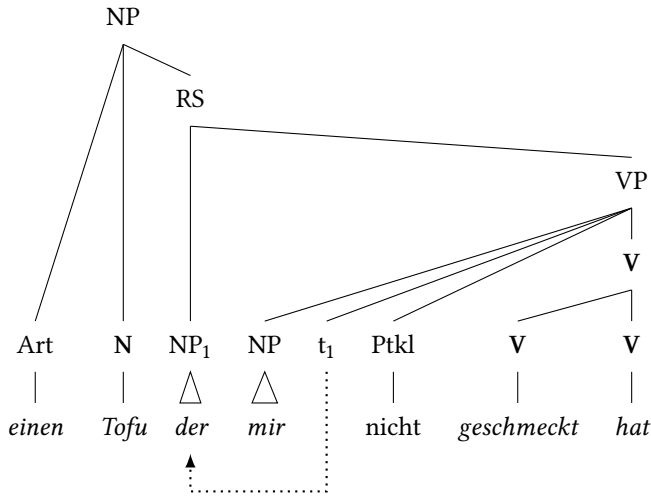 NP
RS
VP
V
Art N NP₁ NP t₁ Ptkl V V
einen Tofu der mir nicht geschmeckt hat